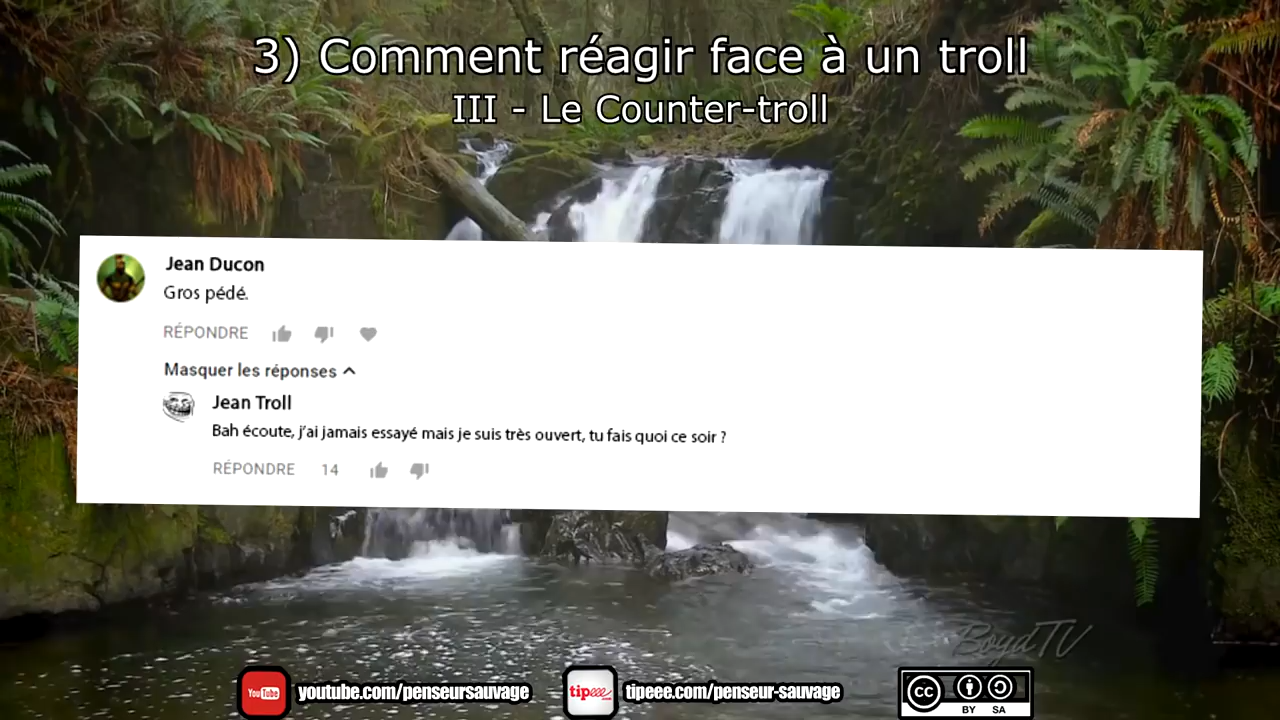 3) Comment réagir face à un troll
III - Le Counter-troll
Jean Ducon
Gros pédé.
RÉPONDRE
Masquer les réponses
Jean Troll
Bah écoute, j'ai jamais essayé mais je suis très ouvert, tu fais quoi ce soir ?
RÉPONDRE 14
BoydTV
YouTube youtube.com/penseursauvage tipeee tipeee.com/penseur-sauvage cc
BY SA